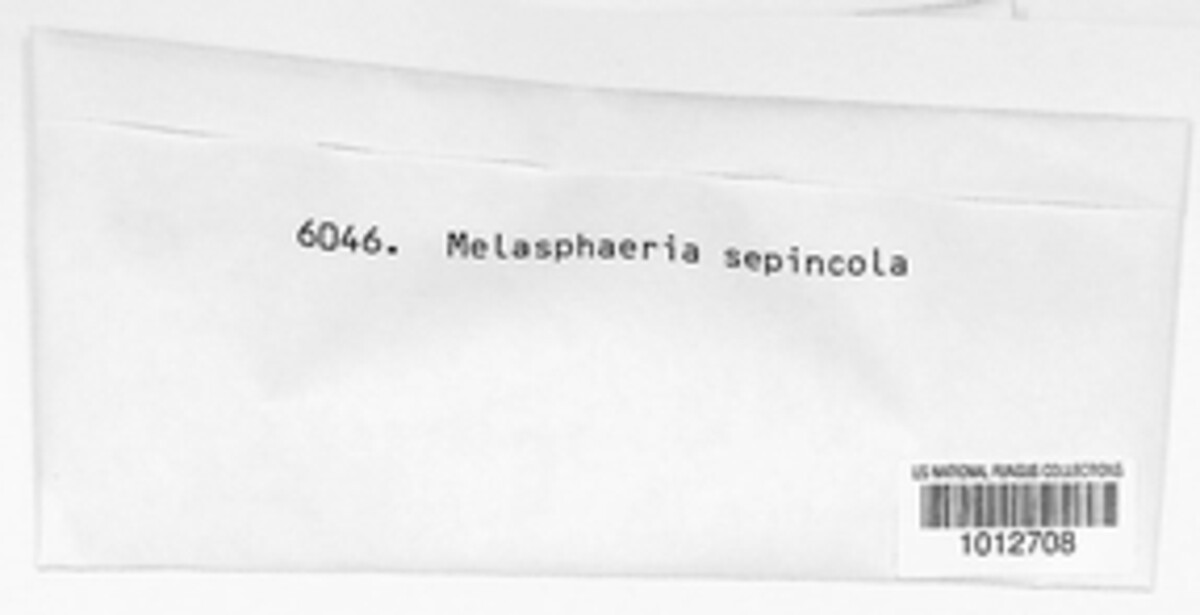 6046. Melasphaeria sepincola
US NATIONAL FUNGUS COLLECTIONS
1012708